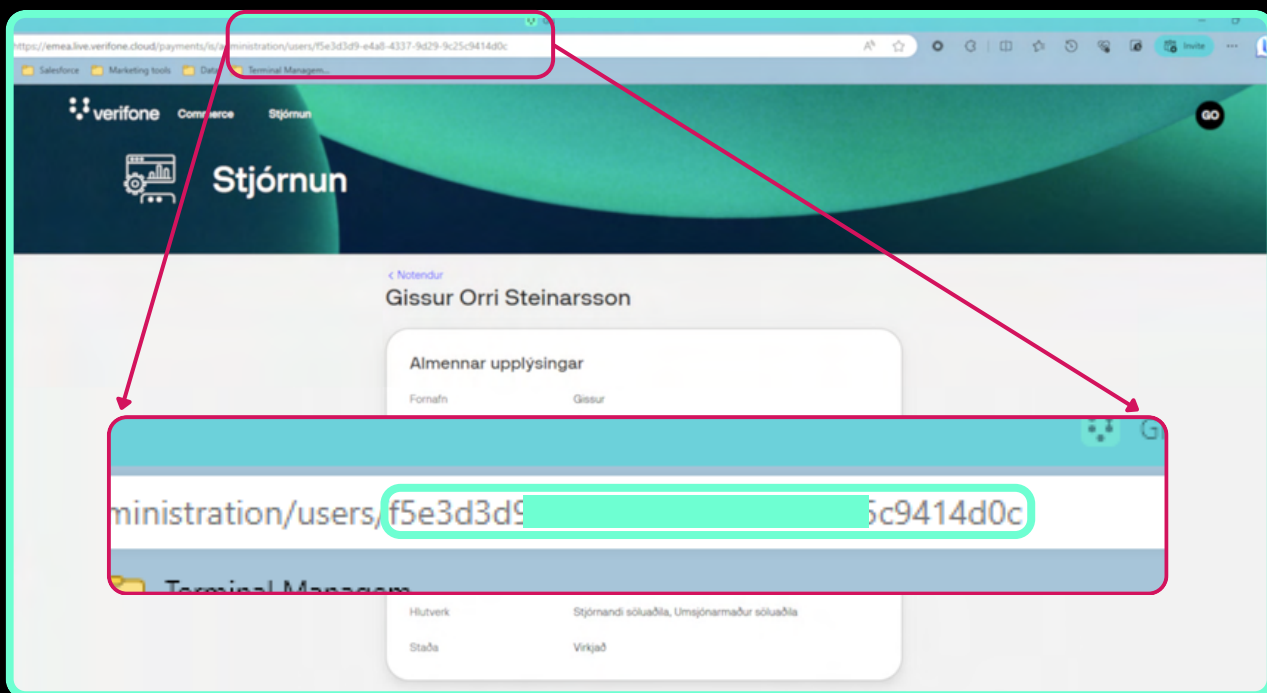 https://emea.live.verifone.cloud/payments/is/administration/users/f5e3d3d9-e4a8-4337-9d29-9c25c9414d0c
Invite
Salesforce Marketing tools Data Terminal Managem...
verifone Commerce Stjórnun
GO
Stjórnun
< Notendur
Gissur Orri Steinarsson
Almennar upplýsingar
Fornafn Gissur
ministration/users/f5e3d3d9 5c9414d0c
Terminal Managem
Hlutverk Stjórnandi söluaðila, Umsjónarmaður söluaðila
Staða Virkjað